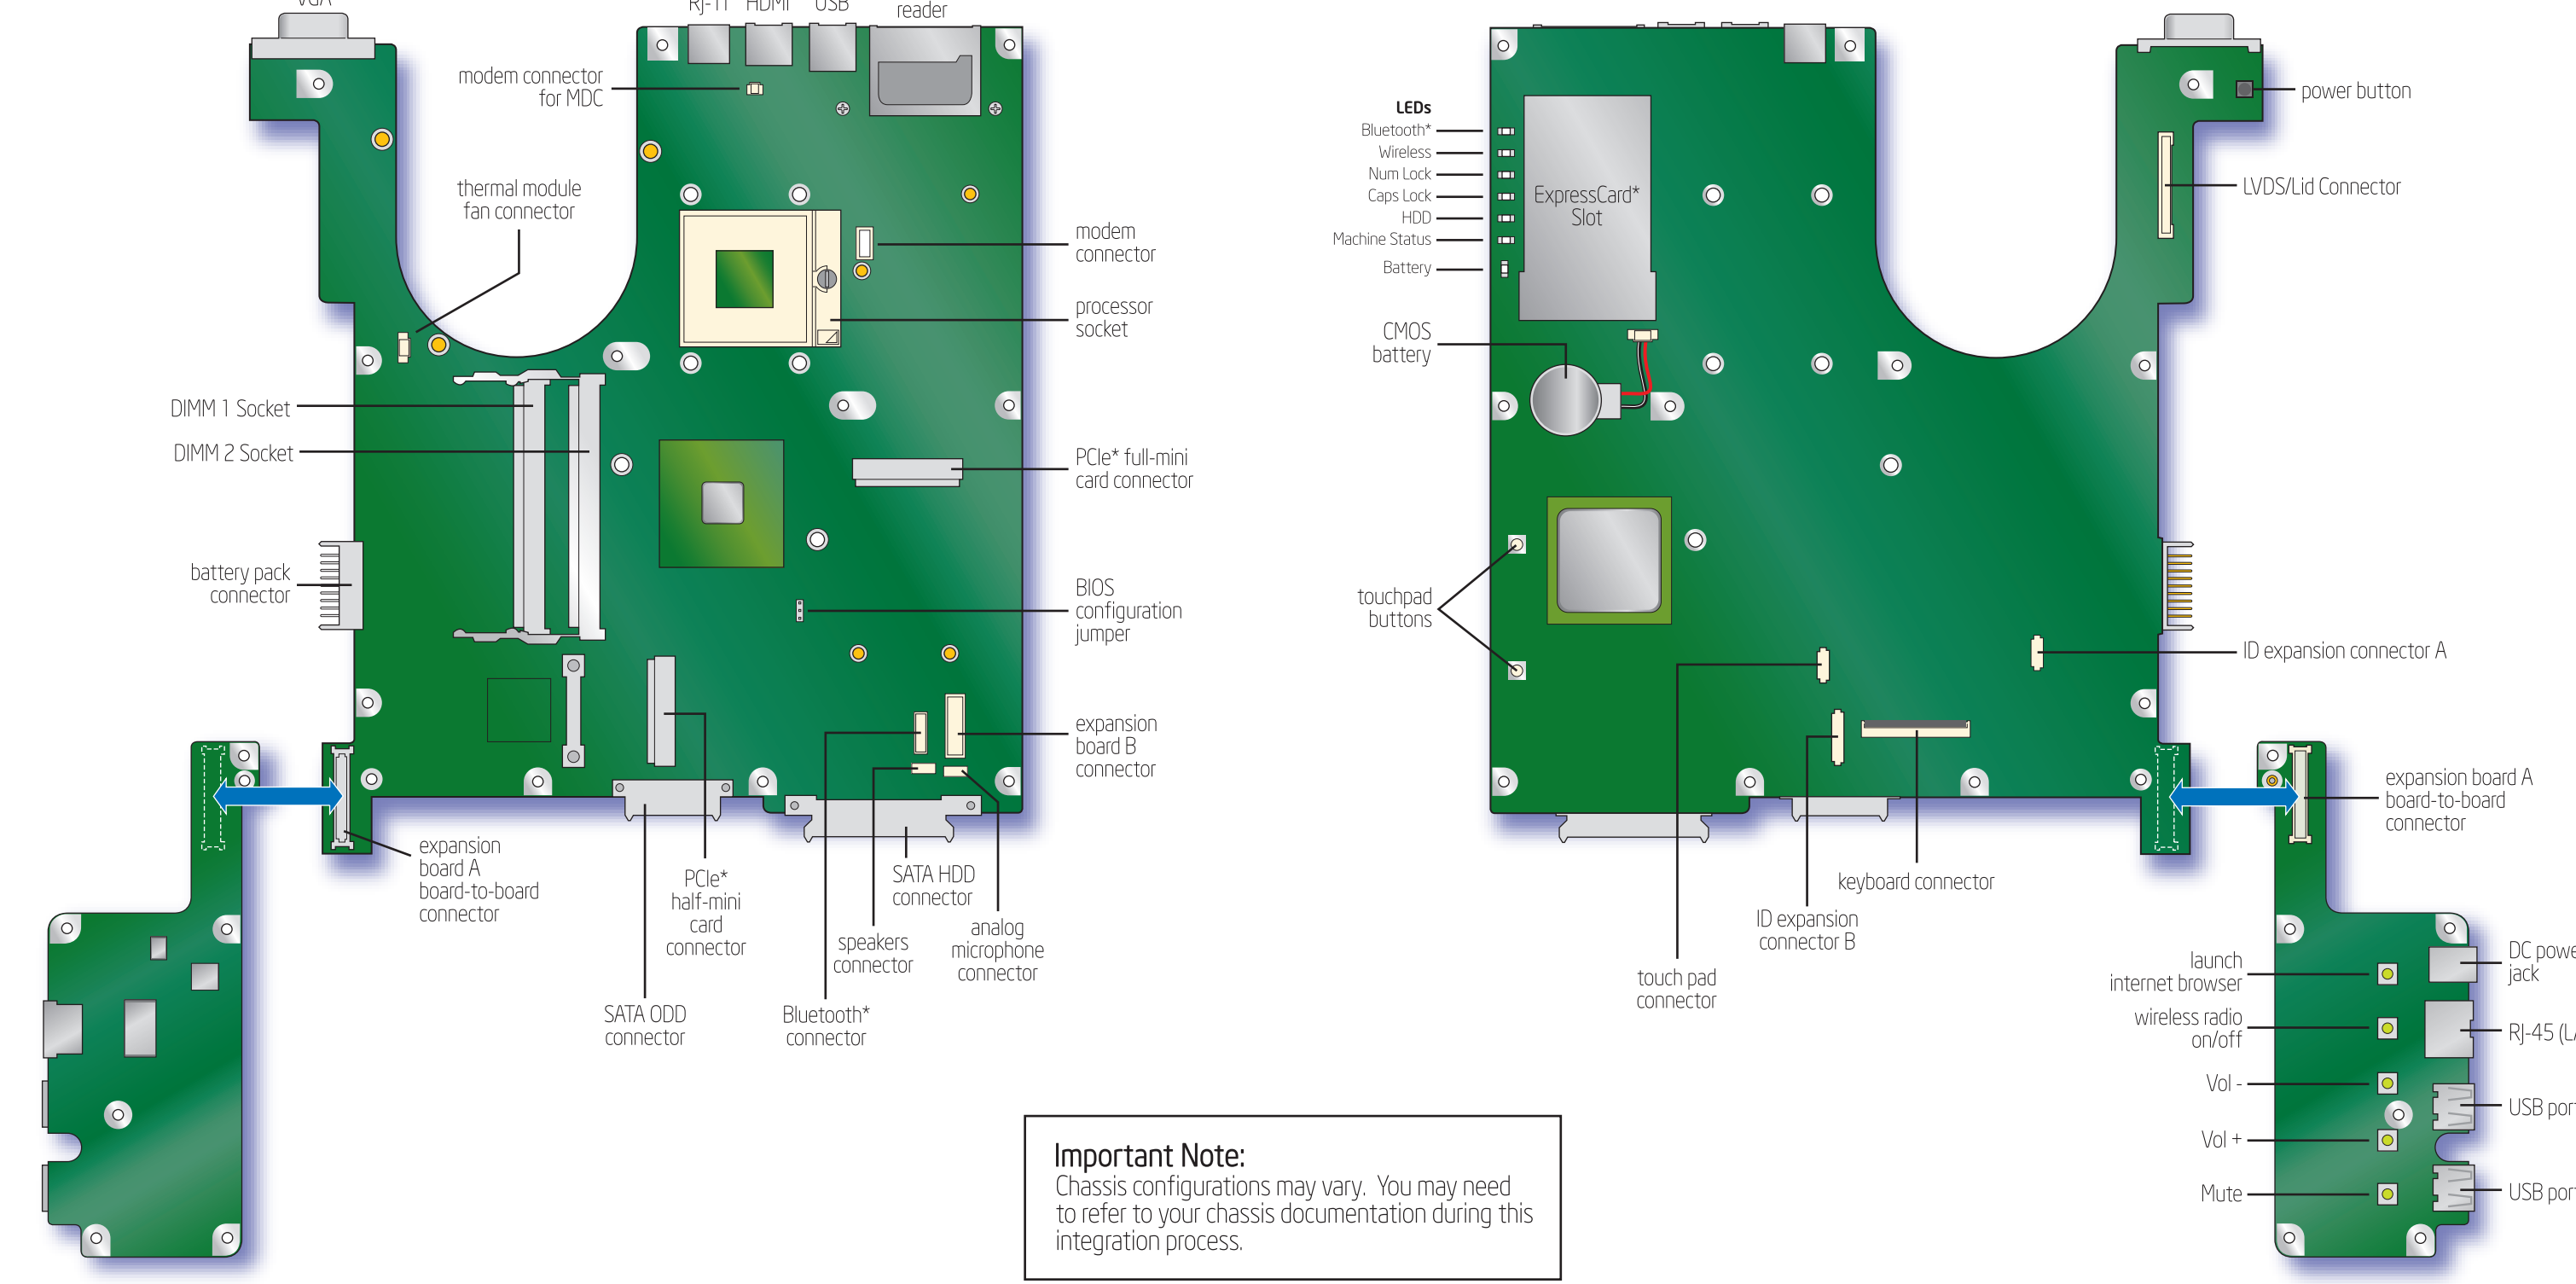 VGA
RJ-11 HDMI USB
reader
modem connector
for MDC
thermal module
fan connector
modem
connector
processor
socket
DIMM 1 Socket
DIMM 2 Socket
PCIe* full-mini
card connector
battery pack
connector
BIOS
configuration
jumper
expansion
board B
connector
expansion
board A
board-to-board
connector
PCIe*
half-mini
card
connector
SATA HDD
connector
speakers
connector
analog
microphone
connector
SATA ODD
connector
Bluetooth*
connector
LEDs
Bluetooth*
Wireless
Num Lock
Caps Lock
HDD
Machine Status
Battery
ExpressCard*
Slot
CMOS
battery
touchpad
buttons
power button
LVDS/Lid Connector
ID expansion connector A
expansion board A
board-to-board
connector
keyboard connector
ID expansion
connector B
touch pad
connector
launch
internet browser
wireless radio
on/off
Vol -
Vol +
Mute
DC
jack
RJ-45
USB
USB
Important Note:
Chassis configurations may vary. You may need
to refer to your chassis documentation during this
integration process.